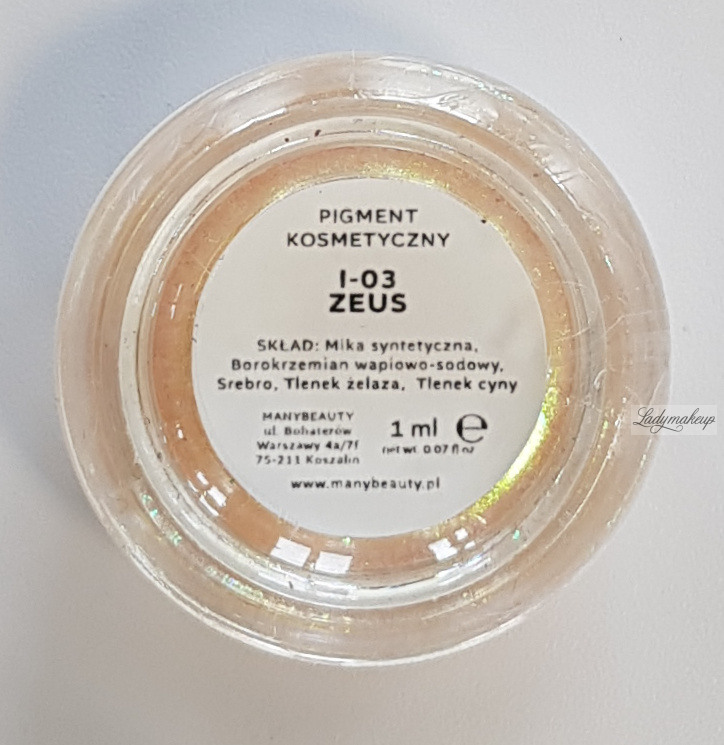 PIGMENT
KOSMETYCZNY
I-03
ZEUS
SKŁAD: Mika syntetyczna,
Borokrzemian wapiowo-sodowy,
Srebro, Tlenek żelaza, Tlenek cyny
MANYBEAUTY
ul. Bohaterów
Warszawy 4a/7f
75-211 Koszalin
1 ml ℮
net wt. 0.07 fl oz
www.manybeauty.pl
Ladymakeup